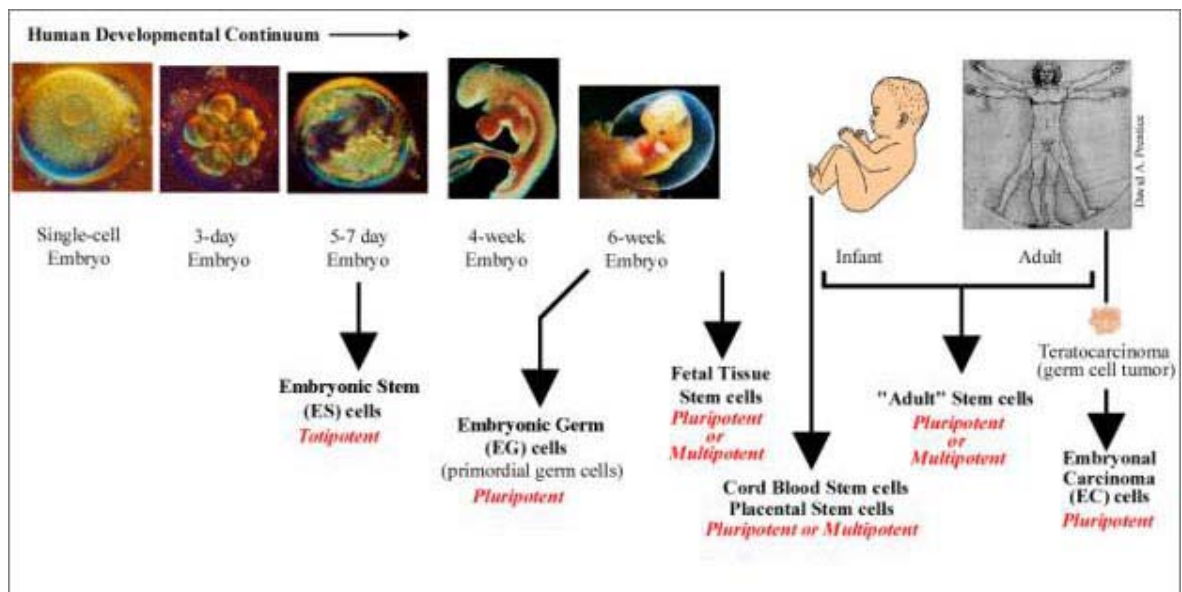 Human Developmental Continuum
David A. Prentice
Single-cell
Embryo
3-day
Embryo
5-7 day
Embryo
4-week
Embryo
6-week
Embryo
Infant
Adult
Embryonic Stem
(ES) cells
Totipotent
Embryonic Germ
(EG) cells
(primordial germ cells)
Pluripotent
Fetal Tissue
Stem cells
Pluripotent
or
Multipotent
Cord Blood Stem cells
Placental Stem cells
Pluripotent or Multipotent
"Adult" Stem cells
Pluripotent
or
Multipotent
Teratocarcinoma
(germ cell tumor)
Embryonal
Carcinoma
(EC) cells
Pluripotent